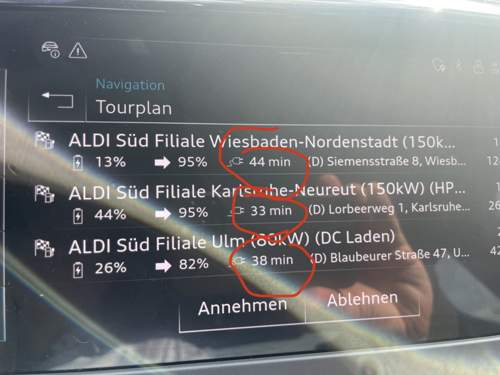 Navigation
Tourplan
ALDI Süd Filiale Wiesbaden-Nordenstadt (150k...
13% 95% 44 min (D) Siemensstraße 8, Wiesb...
ALDI Süd Filiale Karlsruhe-Neureut (150kW) (HP...
44% 95% 33 min (D) Lorbeerweg 1, Karlsruhe...
ALDI Süd Filiale Ulm (80kW) (DC Laden)
26% 82% 38 min (D) Blaubeurer Straße 47, U...
Annehmen Ablehnen